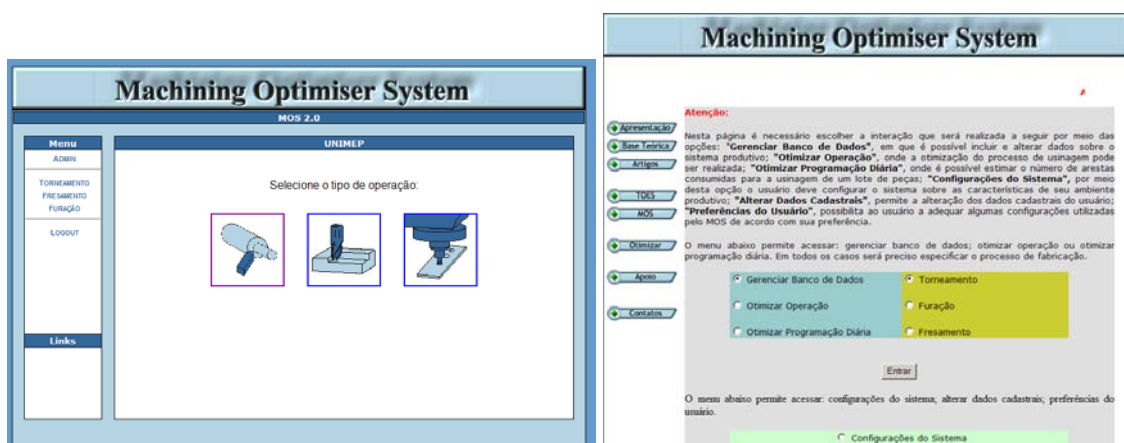 Machining Optimiser System
MOS 2.0
Menu
ADMIN
TORNEAMENTO
FRESAMENTO
FURAÇÃO
LOGOUT
Links
UNIMEP
Selecione o tipo de operação:
Machining Optimiser System
Apresentação
Base Teórica
Artigos
TOES
MOS
Otimizar
Apoio
Contatos
Atenção:
Nesta página é necessário escolher a interação que será realizada a seguir por meio das
opções: "Gerenciar Banco de Dados", em que é possível incluir e alterar dados sobre o
sistema produtivo; "Otimizar Operação", onde a otimização do processo de usinagem pode
ser realizada; "Otimizar Programação Diária", onde é possível estimar o número de arestas
consumidas para a usinagem de um lote de peças; "Configurações do Sistema", por meio
desta opção o usuário deve configurar o sistema sobre as características de seu ambiente
produtivo; "Alterar Dados Cadastrais", permite a alteração dos dados cadastrais do usuário;
"Preferências do Usuário", possibilita ao usuário a adequar algumas configurações utilizadas
pelo MOS de acordo com sua preferência.
O menu abaixo permite acessar: gerenciar banco de dados; otimizar operação ou otimizar
programação diária. Em todos os casos será preciso especificar o processo de fabricação.
Gerenciar Banco de Dados
Torneamento
Otimizar Operação
Furação
Otimizar Programação Diária
Fresamento
Entrar
O menu abaixo permite acessar: configurações do sistema; alterar dados cadastrais; preferências do
usuário.
Configurações do Sistema